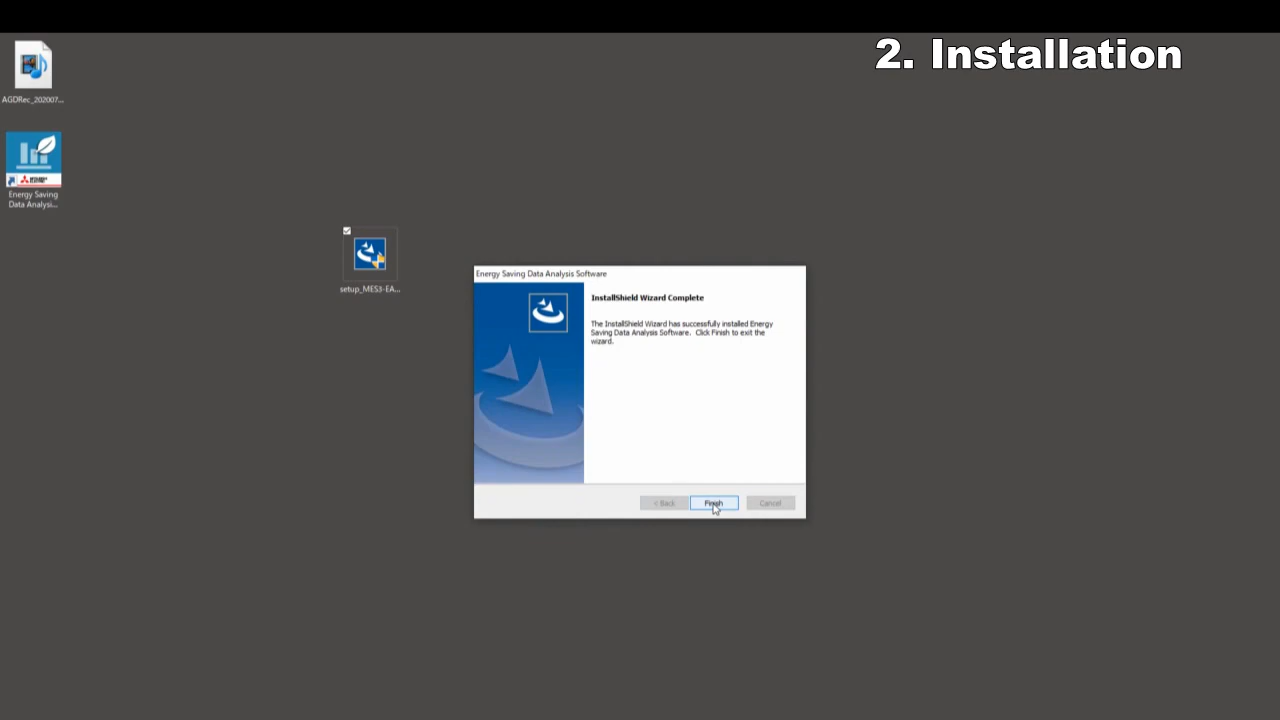 2. Installation
AGDRec_202007...
Energy Saving
Data Analysi...
setup_MES3-EA...
Energy Saving Data Analysis Software
InstallShield Wizard Complete
The InstallShield Wizard has successfully installed Energy
Saving Data Analysis Software. Click Finish to exit the
wizard.
< Back
Finish
Cancel